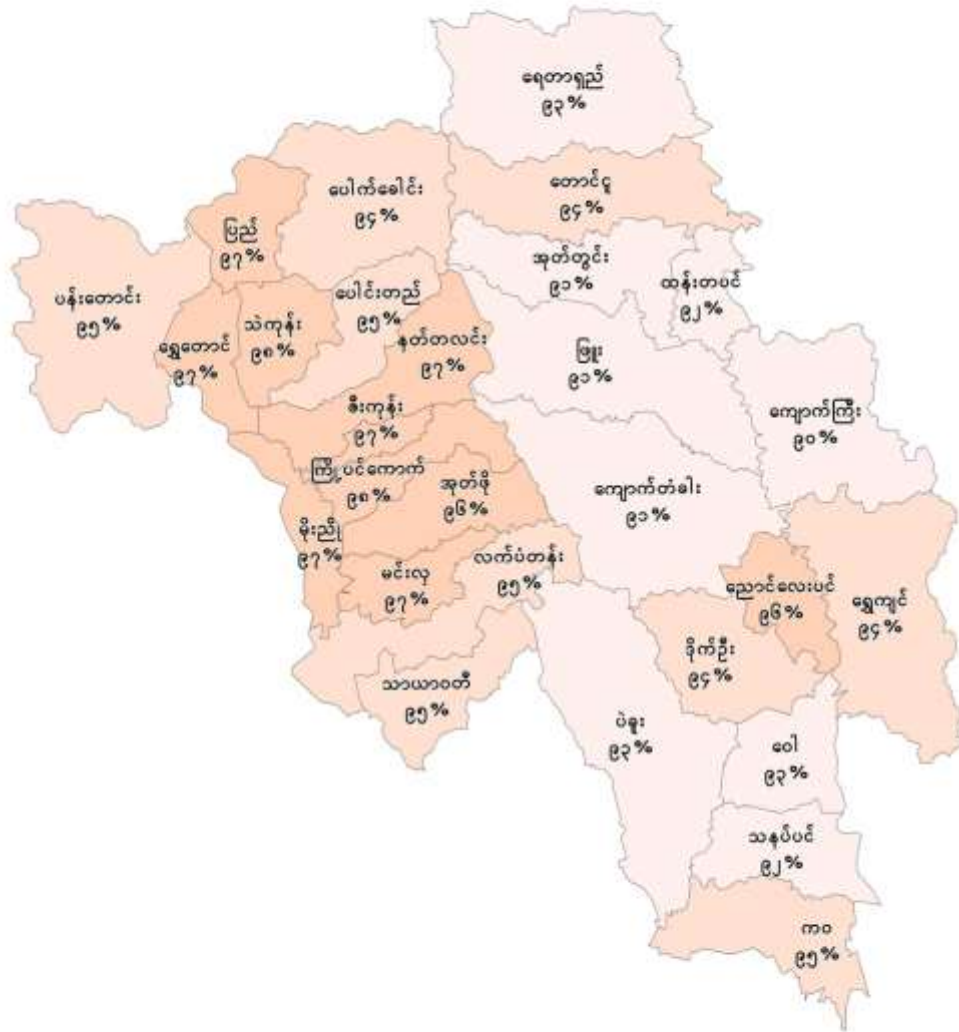 ရေတာရှည်
၉၃%
တောင်ငူ
၉၄%
ပေါက်ခေါင်း
၉၄%
ပြည်
၉၇%
အုတ်တွင်း
၉၁%
ထန်းတပင်
၉၂%
ပန်းတောင်း
၉၅%
ပေါင်းတည်
၉၅%
သဲကုန်း
၉၈%
ရွှေတောင်
၉၇%
နတ်တလင်း
၉၇%
ဖြူး
၉၁%
ကျောက်ကြီး
၉၀%
ဇီးကုန်း
၉၇%
ကြို့ပင်ကောက်
၉၈%
အုတ်ဖို
၉၆%
ကျောက်တံခါး
၉၁%
မိုးညို
၉၇%
လက်ပံတန်း
၉၅%
မင်းလှ
၉၇%
ညောင်လေးပင်
၉၆%
ရွှေကျင်
၉၄%
ဒိုက်ဦး
၉၄%
သာယာဝတီ
၉၅%
ပဲခူး
၉၃%
ဝေါ
၉၃%
သနပ်ပင်
၉၂%
ကဝ
၉၅%